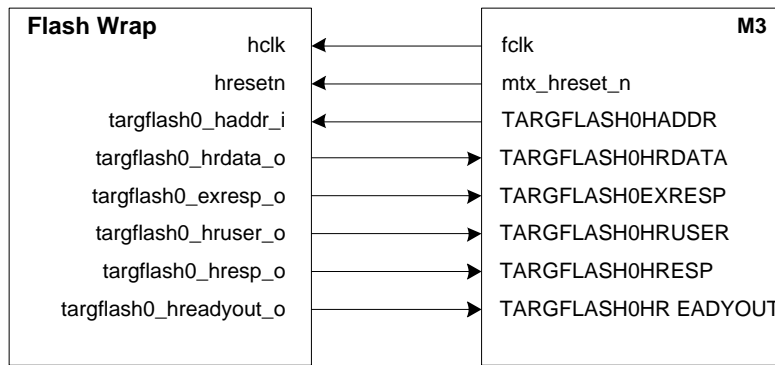 Flash Wrap
M3
hclk
fclk
hresetn
mtx_hreset_n
targflash0_haddr_i
TARGFLASH0HADDR
targflash0_hrdata_o
TARGFLASH0HRDATA
targflash0_exresp_o
TARGFLASH0EXRESP
targflash0_hruser_o
TARGFLASH0HRUSER
targflash0_hresp_o
TARGFLASH0HRESP
targflash0_hreadyout_o
TARGFLASH0HR EADYOUT